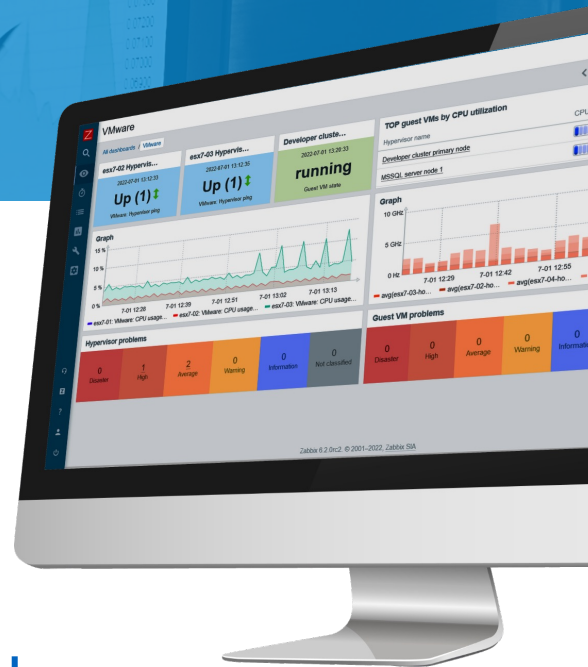 Z
VMware
All dashboards / VMware
esx7-02 Hypervis...
2022-07-01 13:12:33
Up (1)
VMware: Hypervisor ping
esx7-03 Hypervis...
2022-07-01 13:12:35
Up (1)
VMware: Hypervisor ping
Developer cluste...
2022-07-01 13:20:33
running
Guest VM state
TOP guest VMs by CPU utilization
Hypervisor name
CPU
Developer cluster primary node
MSSQL server node 1
Graph
15 %
10 %
5 %
0 %
7-01 12:28
7-01 12:39
7-01 12:51
7-01 13:02
7-01 13:13
esx7-01: VMware: CPU usage...
esx7-02: VMware: CPU usage...
esx7-03: VMware: CPU usage...
Graph
10 GHz
5 GHz
0 Hz
7-01 12:29
7-01 12:42
7-01 12:55
avg(esx7-03-ho...
avg(esx7-02-ho...
avg(esx7-04-ho...
Hypervisor problems
0
Disaster
1
High
2
Average
0
Warning
0
Information
0
Not classified
Guest VM problems
0
Disaster
0
High
0
Average
0
Warning
0
Informatio
Zabbix 6.2.0rc2. © 2001–2022, Zabbix SIA